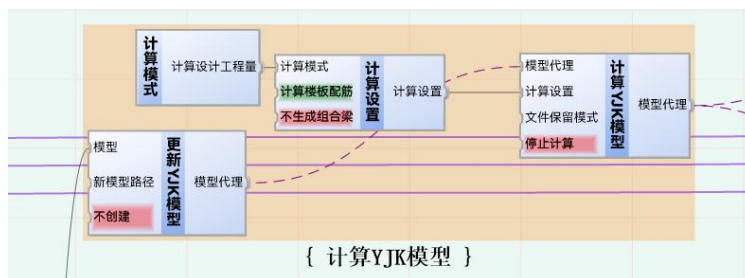 计算模式
计算设计工程量
计算模式
计算楼板配筋
不生成组合梁
计算设置
计算设置
模型代理
计算设置
文件保留模式
停止计算
计算YJK模型
模型代理
模型
新模型路径
不创建
更新YJK模型
模型代理
{ 计算YJK模型 }